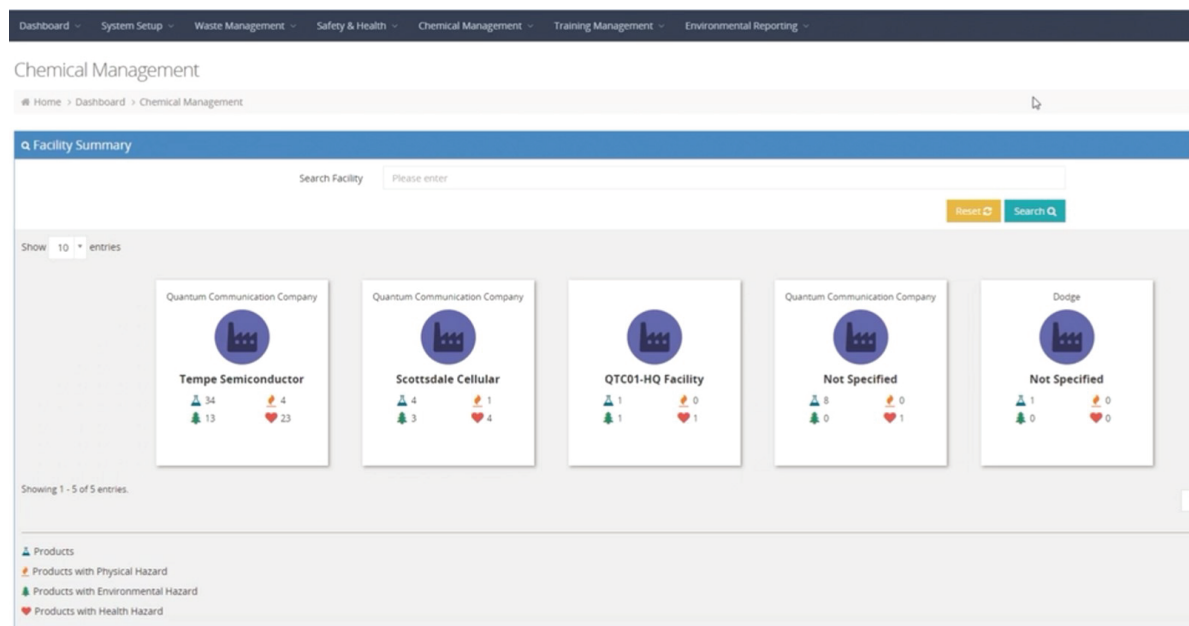 Dashboard System Setup Waste Management Safety & Health Chemical Management Training Management Environmental Reporting
Chemical Management
Home > Dashboard > Chemical Management
Facility Summary
Search Facility Please enter
Reset Search
Show 10 entries
Quantum Communication Company
Tempe Semiconductor
34 4
13 23
Quantum Communication Company
Scottsdale Cellular
4 1
3 4
QTC01-HQ Facility
1 0
1 1
Quantum Communication Company
Not Specified
8 0
0 1
Dodge
Not Specified
1 0
0 0
Showing 1 - 5 of 5 entries.
Products
Products with Physical Hazard
Products with Environmental Hazard
Products with Health Hazard